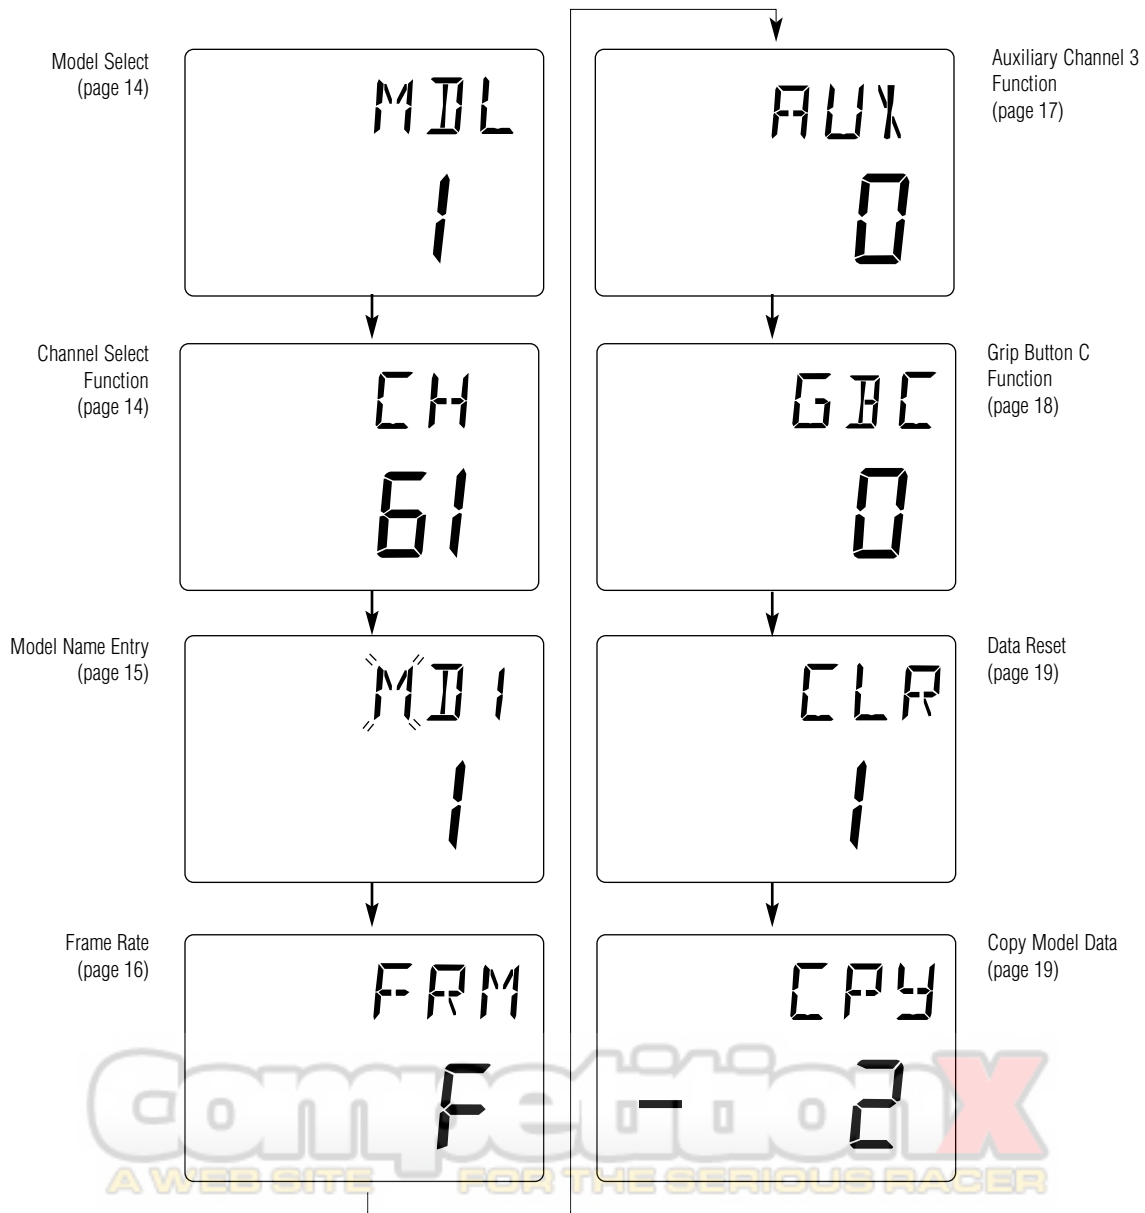 Model Select
(page 14)
MDL
1
Channel Select
Function
(page 14)
CH
61
Model Name Entry
(page 15)
MD1
1
Frame Rate
(page 16)
FRM
F
Auxiliary Channel 3
Function
(page 17)
AUX
0
Grip Button C
Function
(page 18)
GBC
0
Data Reset
(page 19)
CLR
1
Copy Model Data
(page 19)
CPY
- 2
CompetitionX
A WEB SITE FOR THE SERIOUS RACER